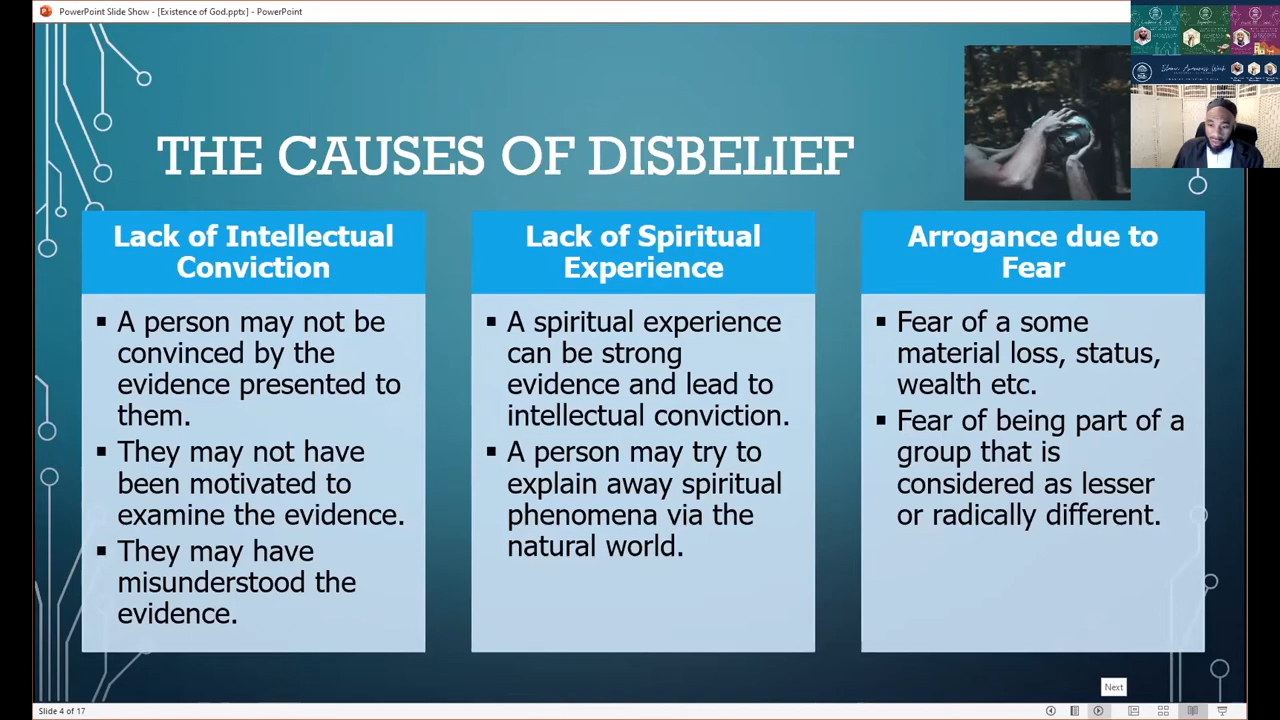 PowerPoint Slide Show - [Existence of God.pptx] - PowerPoint
Islamic Awareness Week
THE CAUSES OF DISBELIEF
Lack of Intellectual
Conviction
▪ A person may not be
convinced by the
evidence presented to
them.
▪ They may not have
been motivated to
examine the evidence.
▪ They may have
misunderstood the
evidence.
Lack of Spiritual
Experience
▪ A spiritual experience
can be strong
evidence and lead to
intellectual conviction.
▪ A person may try to
explain away spiritual
phenomena via the
natural world.
Arrogance due to
Fear
▪ Fear of a some
material loss, status,
wealth etc.
▪ Fear of being part of a
group that is
considered as lesser
or radically different.
Next
Slide 4 of 17